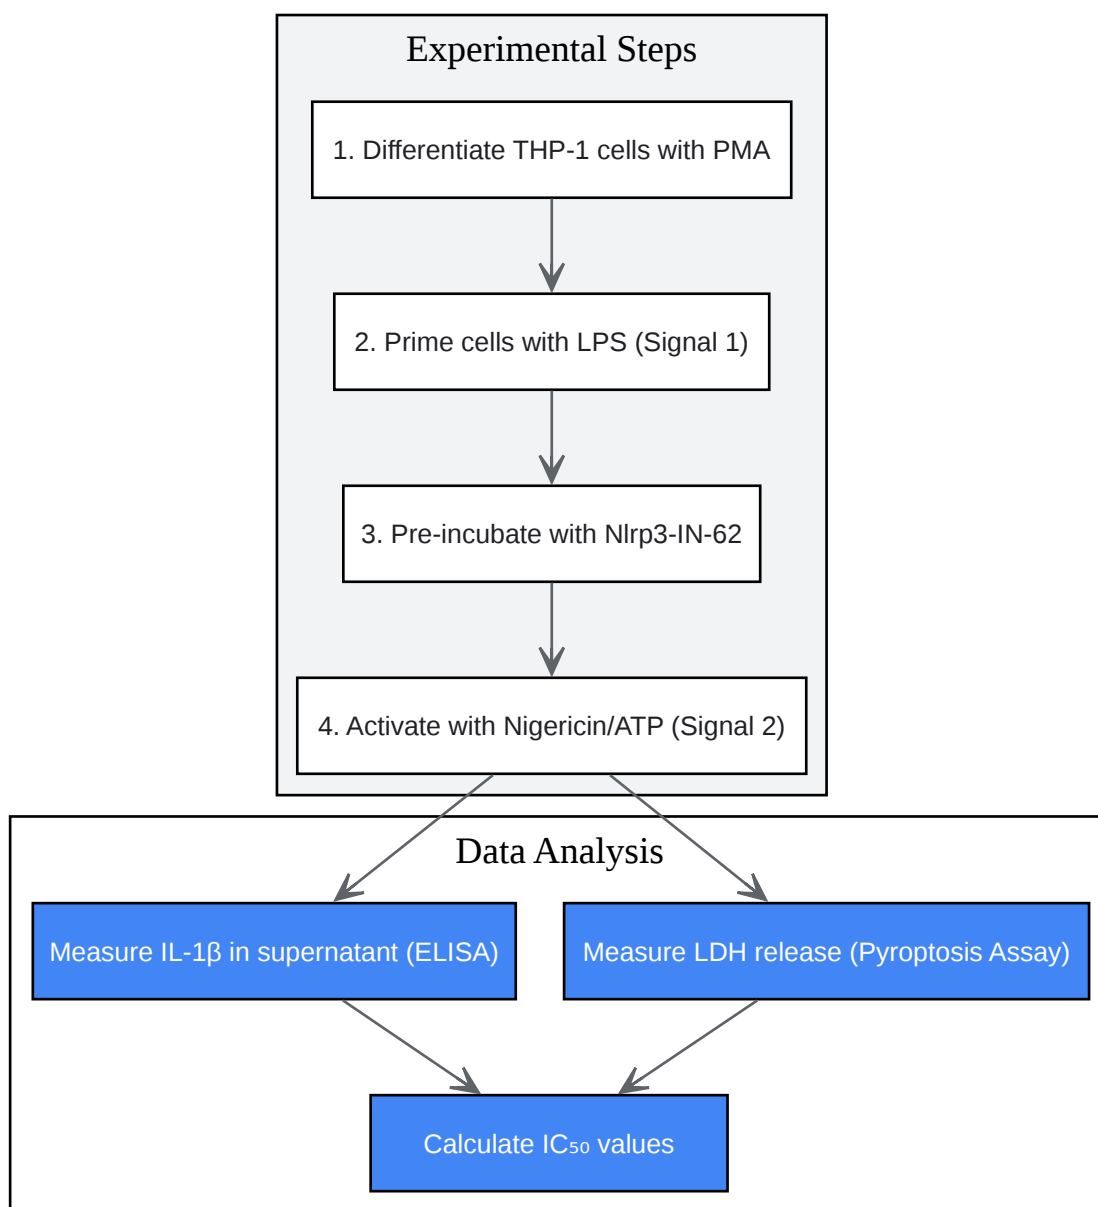 Experimental Steps
1. Differentiate THP-1 cells with PMA
2. Prime cells with LPS (Signal 1)
3. Pre-incubate with Nlrp3-IN-62
4. Activate with Nigericin/ATP (Signal 2)
Data Analysis
Measure IL-1β in supernatant (ELISA)
Measure LDH release (Pyroptosis Assay)
Calculate IC₅₀ values